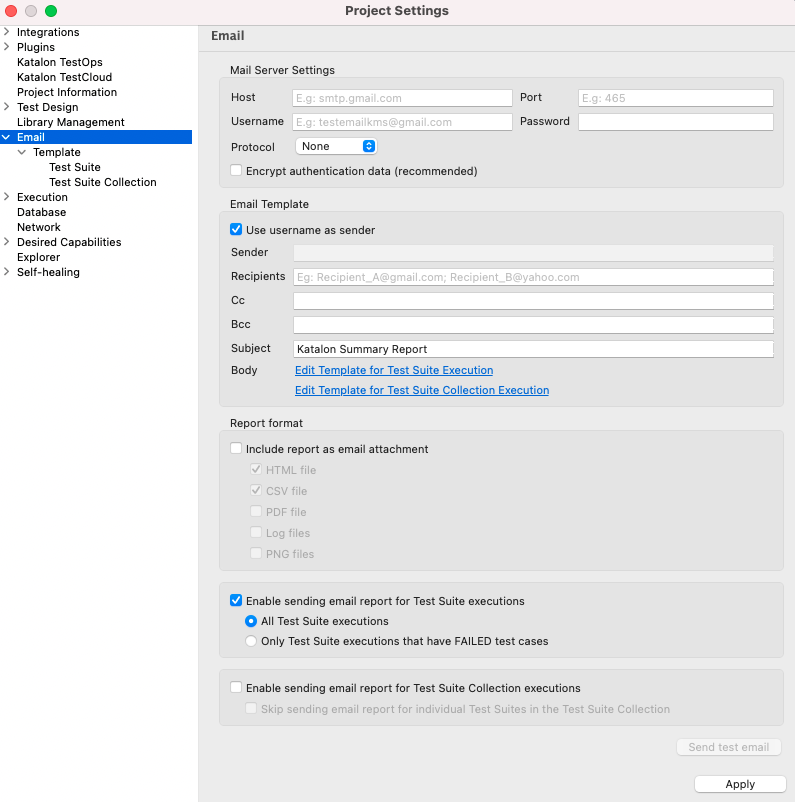 Project Settings
Integrations
Plugins
Katalon TestOps
Katalon TestCloud
Project Information
Test Design
Library Management
Email
Template
Test Suite
Test Suite Collection
Execution
Database
Network
Desired Capabilities
Explorer
Self-healing
Email
Mail Server Settings
Host E.g: smtp.gmail.com Port E.g: 465
Username E.g: testemailkms@gmail.com Password
Protocol None
Encrypt authentication data (recommended)
Email Template
Use username as sender
Sender
Recipients Eg: Recipient_A@gmail.com; Recipient_B@yahoo.com
Cc
Bcc
Subject Katalon Summary Report
Body Edit Template for Test Suite Execution
Edit Template for Test Suite Collection Execution
Report format
Include report as email attachment
HTML file
CSV file
PDF file
Log files
PNG files
Enable sending email report for Test Suite executions
All Test Suite executions
Only Test Suite executions that have FAILED test cases
Enable sending email report for Test Suite Collection executions
Skip sending email report for individual Test Suites in the Test Suite Collection
Send test email
Apply